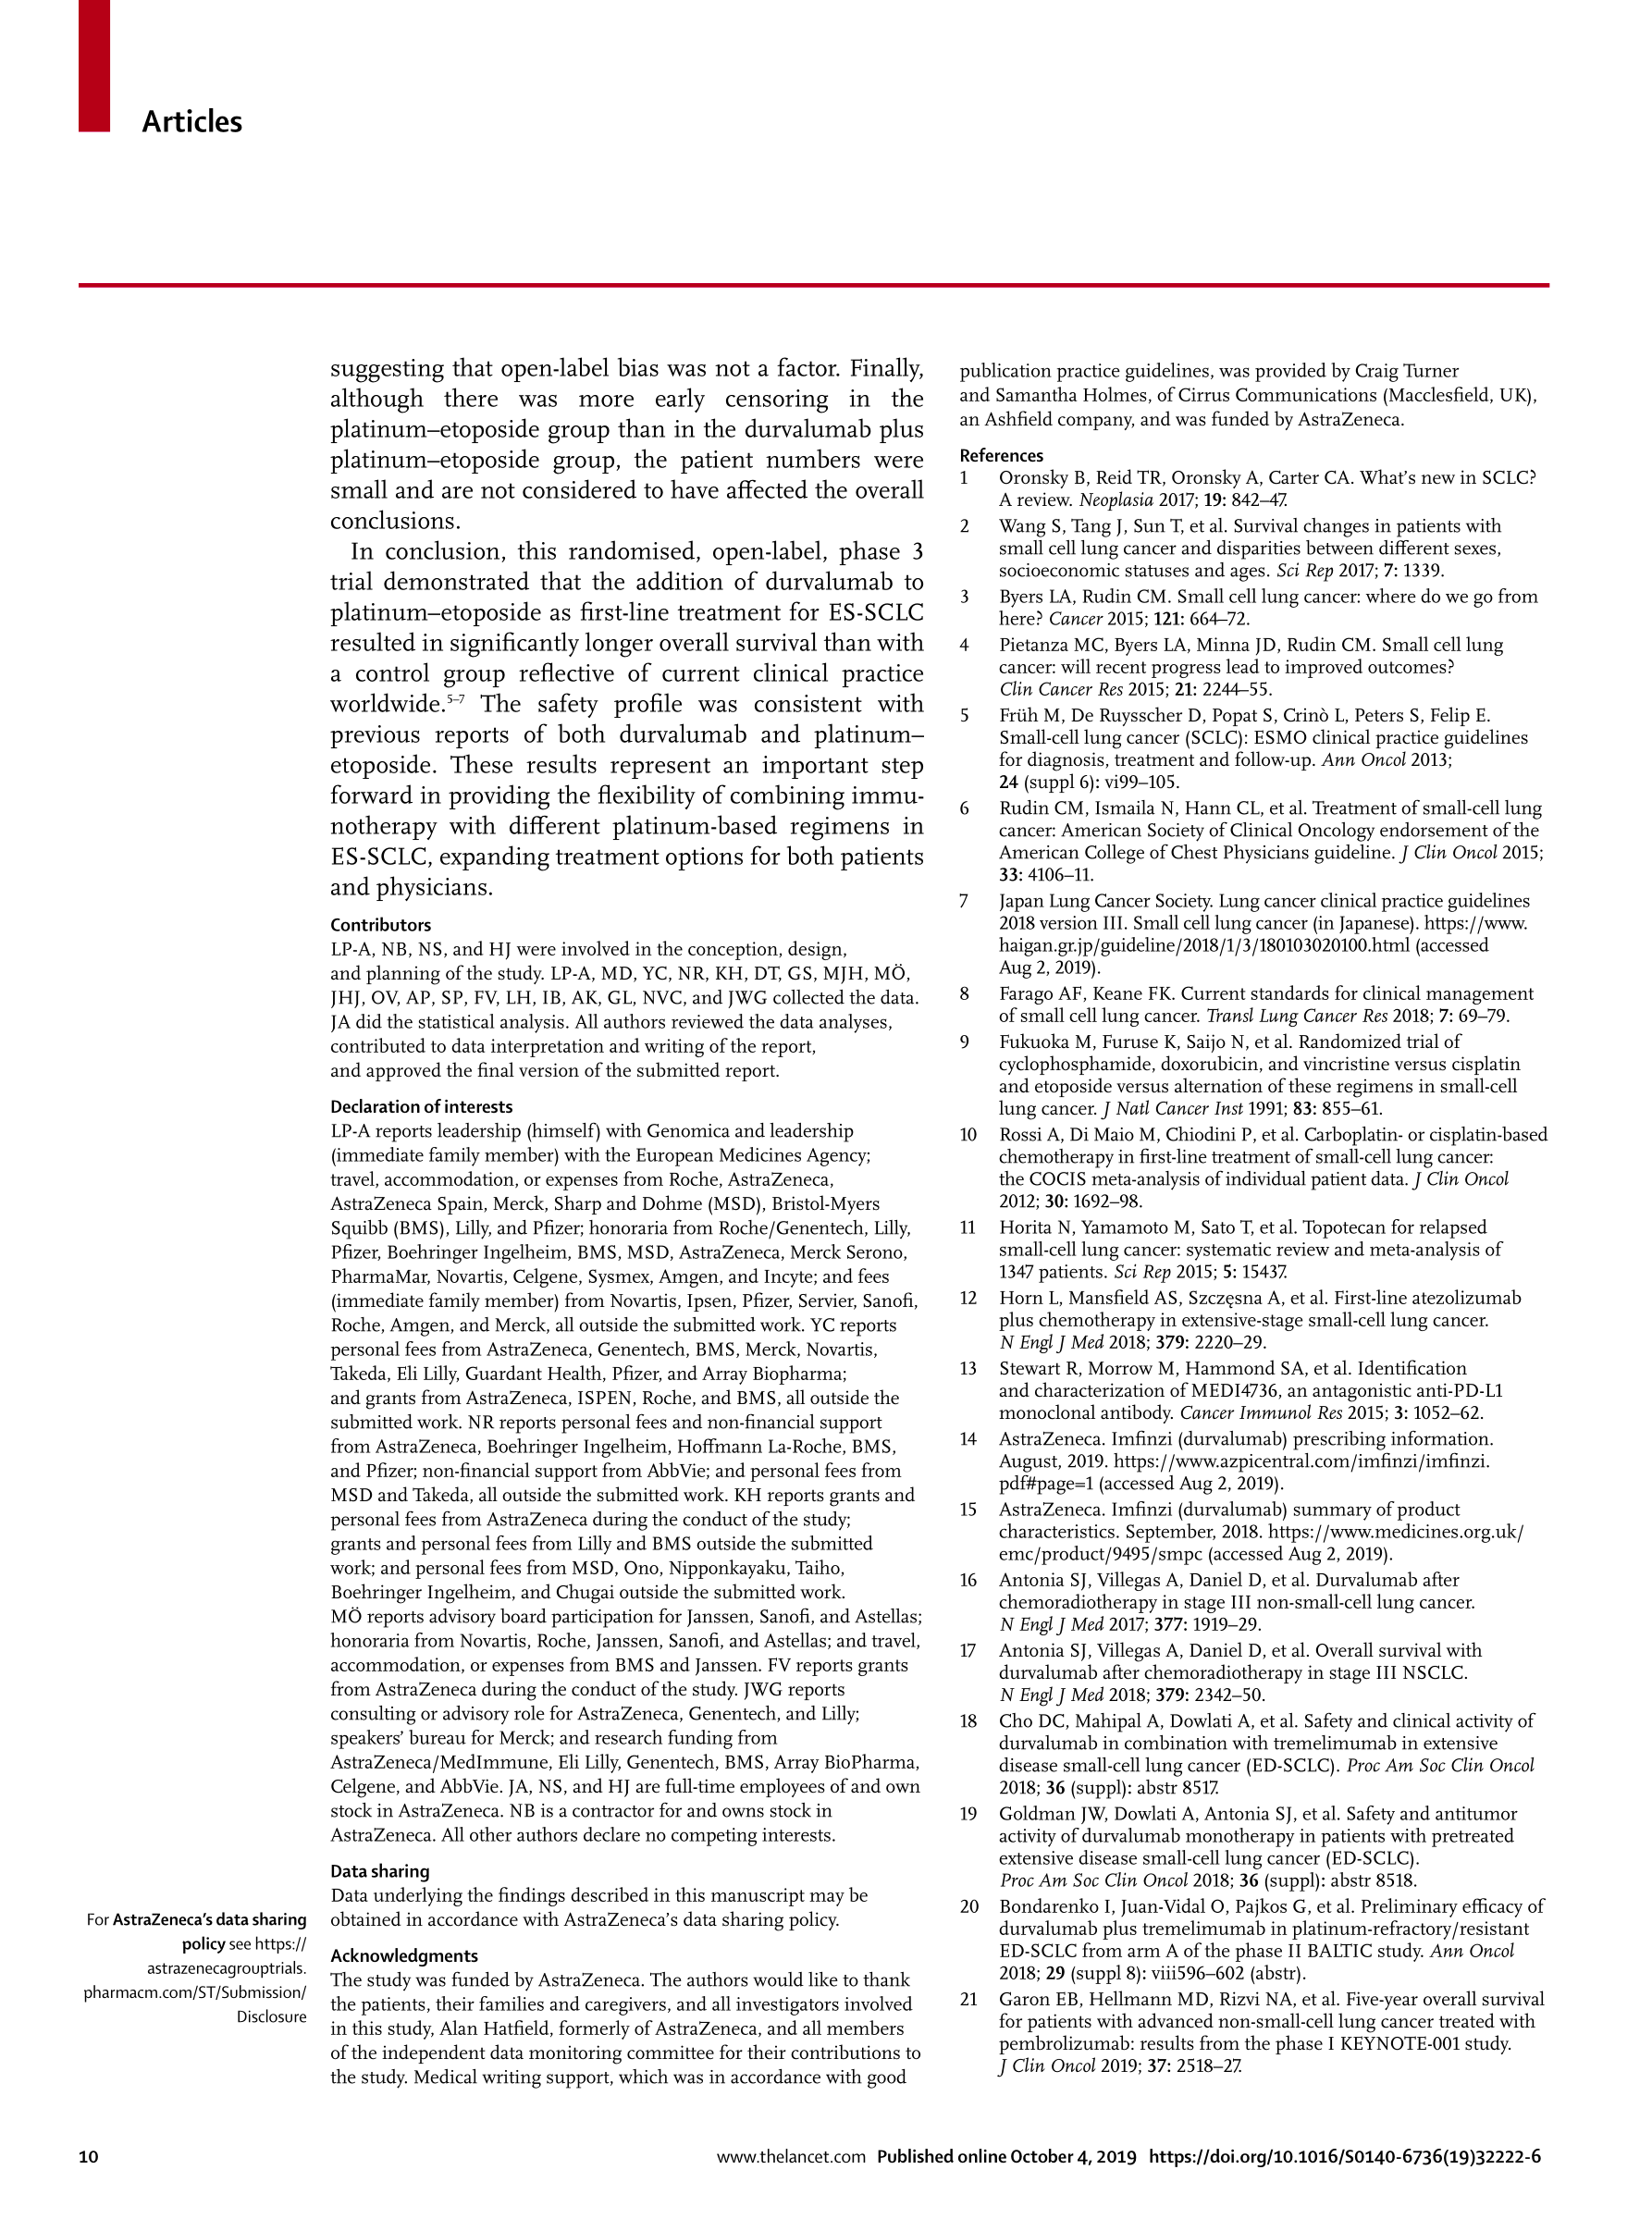 Articles
suggesting that open-label bias was not a factor. Finally,
although there was more early censoring in the
platinum–etoposide group than in the durvalumab plus
platinum–etoposide group, the patient numbers were
small and are not considered to have affected the overall
conclusions.
In conclusion, this randomised, open-label, phase 3
trial demonstrated that the addition of durvalumab to
platinum–etoposide as first-line treatment for ES-SCLC
resulted in significantly longer overall survival than with
a control group reflective of current clinical practice
worldwide.5–7 The safety profile was consistent with
previous reports of both durvalumab and platinum–
etoposide. These results represent an important step
forward in providing the flexibility of combining immu-
notherapy with different platinum-based regimens in
ES-SCLC, expanding treatment options for both patients
and physicians.
Contributors
LP-A, NB, NS, and HJ were involved in the conception, design,
and planning of the study. LP-A, MD, YC, NR, KH, DT, GS, MJH, MÖ,
JHJ, OV, AP, SP, FV, LH, IB, AK, GL, NVC, and JWG collected the data.
JA did the statistical analysis. All authors reviewed the data analyses,
contributed to data interpretation and writing of the report,
and approved the final version of the submitted report.
Declaration of interests
LP-A reports leadership (himself) with Genomica and leadership
(immediate family member) with the European Medicines Agency;
travel, accommodation, or expenses from Roche, AstraZeneca,
AstraZeneca Spain, Merck, Sharp and Dohme (MSD), Bristol-Myers
Squibb (BMS), Lilly, and Pfizer; honoraria from Roche/Genentech, Lilly,
Pfizer, Boehringer Ingelheim, BMS, MSD, AstraZeneca, Merck Serono,
PharmaMar, Novartis, Celgene, Sysmex, Amgen, and Incyte; and fees
(immediate family member) from Novartis, Ipsen, Pfizer, Servier, Sanofi,
Roche, Amgen, and Merck, all outside the submitted work. YC reports
personal fees from AstraZeneca, Genentech, BMS, Merck, Novartis,
Takeda, Eli Lilly, Guardant Health, Pfizer, and Array Biopharma;
and grants from AstraZeneca, ISPEN, Roche, and BMS, all outside the
submitted work. NR reports personal fees and non-financial support
from AstraZeneca, Boehringer Ingelheim, Hoffmann La-Roche, BMS,
and Pfizer; non-financial support from AbbVie; and personal fees from
MSD and Takeda, all outside the submitted work. KH reports grants and
personal fees from AstraZeneca during the conduct of the study;
grants and personal fees from Lilly and BMS outside the submitted
work; and personal fees from MSD, Ono, Nipponkayaku, Taiho,
Boehringer Ingelheim, and Chugai outside the submitted work.
MÖ reports advisory board participation for Janssen, Sanofi, and Astellas;
honoraria from Novartis, Roche, Janssen, Sanofi, and Astellas; and travel,
accommodation, or expenses from BMS and Janssen. FV reports grants
from AstraZeneca during the conduct of the study. JWG reports
consulting or advisory role for AstraZeneca, Genentech, and Lilly;
speakers’ bureau for Merck; and research funding from
AstraZeneca/MedImmune, Eli Lilly, Genentech, BMS, Array BioPharma,
Celgene, and AbbVie. JA, NS, and HJ are full-time employees of and own
stock in AstraZeneca. NB is a contractor for and owns stock in
AstraZeneca. All other authors declare no competing interests.
Data sharing
Data underlying the findings described in this manuscript may be
obtained in accordance with AstraZeneca’s data sharing policy.
For AstraZeneca’s data sharing
policy see https://
astrazenecagrouptrials.
pharmacm.com/ST/Submission/
Disclosure
Acknowledgments
The study was funded by AstraZeneca. The authors would like to thank
the patients, their families and caregivers, and all investigators involved
in this study, Alan Hatfield, formerly of AstraZeneca, and all members
of the independent data monitoring committee for their contributions to
the study. Medical writing support, which was in accordance with good
publication practice guidelines, was provided by Craig Turner
and Samantha Holmes, of Cirrus Communications (Macclesfield, UK),
an Ashfield company, and was funded by AstraZeneca.
References
1 Oronsky B, Reid TR, Oronsky A, Carter CA. What’s new in SCLC?
A review. Neoplasia 2017; 19: 842–47.
2 Wang S, Tang J, Sun T, et al. Survival changes in patients with
small cell lung cancer and disparities between different sexes,
socioeconomic statuses and ages. Sci Rep 2017; 7: 1339.
3 Byers LA, Rudin CM. Small cell lung cancer: where do we go from
here? Cancer 2015; 121: 664–72.
4 Pietanza MC, Byers LA, Minna JD, Rudin CM. Small cell lung
cancer: will recent progress lead to improved outcomes?
Clin Cancer Res 2015; 21: 2244–55.
5 Früh M, De Ruysscher D, Popat S, Crinò L, Peters S, Felip E.
Small-cell lung cancer (SCLC): ESMO clinical practice guidelines
for diagnosis, treatment and follow-up. Ann Oncol 2013;
24 (suppl 6): vi99–105.
6 Rudin CM, Ismaila N, Hann CL, et al. Treatment of small-cell lung
cancer: American Society of Clinical Oncology endorsement of the
American College of Chest Physicians guideline. J Clin Oncol 2015;
33: 4106–11.
7 Japan Lung Cancer Society. Lung cancer clinical practice guidelines
2018 version III. Small cell lung cancer (in Japanese). https://www.
haigan.gr.jp/guideline/2018/1/3/180103020100.html (accessed
Aug 2, 2019).
8 Farago AF, Keane FK. Current standards for clinical management
of small cell lung cancer. Transl Lung Cancer Res 2018; 7: 69–79.
9 Fukuoka M, Furuse K, Saijo N, et al. Randomized trial of
cyclophosphamide, doxorubicin, and vincristine versus cisplatin
and etoposide versus alternation of these regimens in small-cell
lung cancer. J Natl Cancer Inst 1991; 83: 855–61.
10 Rossi A, Di Maio M, Chiodini P, et al. Carboplatin- or cisplatin-based
chemotherapy in first-line treatment of small-cell lung cancer:
the COCIS meta-analysis of individual patient data. J Clin Oncol
2012; 30: 1692–98.
11 Horita N, Yamamoto M, Sato T, et al. Topotecan for relapsed
small-cell lung cancer: systematic review and meta-analysis of
1347 patients. Sci Rep 2015; 5: 15437.
12 Horn L, Mansfield AS, Szczęsna A, et al. First-line atezolizumab
plus chemotherapy in extensive-stage small-cell lung cancer.
N Engl J Med 2018; 379: 2220–29.
13 Stewart R, Morrow M, Hammond SA, et al. Identification
and characterization of MEDI4736, an antagonistic anti-PD-L1
monoclonal antibody. Cancer Immunol Res 2015; 3: 1052–62.
14 AstraZeneca. Imfinzi (durvalumab) prescribing information.
August, 2019. https://www.azpicentral.com/imfinzi/imfinzi.
pdf#page=1 (accessed Aug 2, 2019).
15 AstraZeneca. Imfinzi (durvalumab) summary of product
characteristics. September, 2018. https://www.medicines.org.uk/
emc/product/9495/smpc (accessed Aug 2, 2019).
16 Antonia SJ, Villegas A, Daniel D, et al. Durvalumab after
chemoradiotherapy in stage III non-small-cell lung cancer.
N Engl J Med 2017; 377: 1919–29.
17 Antonia SJ, Villegas A, Daniel D, et al. Overall survival with
durvalumab after chemoradiotherapy in stage III NSCLC.
N Engl J Med 2018; 379: 2342–50.
18 Cho DC, Mahipal A, Dowlati A, et al. Safety and clinical activity of
durvalumab in combination with tremelimumab in extensive
disease small-cell lung cancer (ED-SCLC). Proc Am Soc Clin Oncol
2018; 36 (suppl): abstr 8517.
19 Goldman JW, Dowlati A, Antonia SJ, et al. Safety and antitumor
activity of durvalumab monotherapy in patients with pretreated
extensive disease small-cell lung cancer (ED-SCLC).
Proc Am Soc Clin Oncol 2018; 36 (suppl): abstr 8518.
20 Bondarenko I, Juan-Vidal O, Pajkos G, et al. Preliminary efficacy of
durvalumab plus tremelimumab in platinum-refractory/resistant
ED-SCLC from arm A of the phase II BALTIC study. Ann Oncol
2018; 29 (suppl 8): viii596–602 (abstr).
21 Garon EB, Hellmann MD, Rizvi NA, et al. Five-year overall survival
for patients with advanced non-small-cell lung cancer treated with
pembrolizumab: results from the phase I KEYNOTE-001 study.
J Clin Oncol 2019; 37: 2518–27.
10
www.thelancet.com Published online October 4, 2019 https://doi.org/10.1016/S0140-6736(19)32222-6